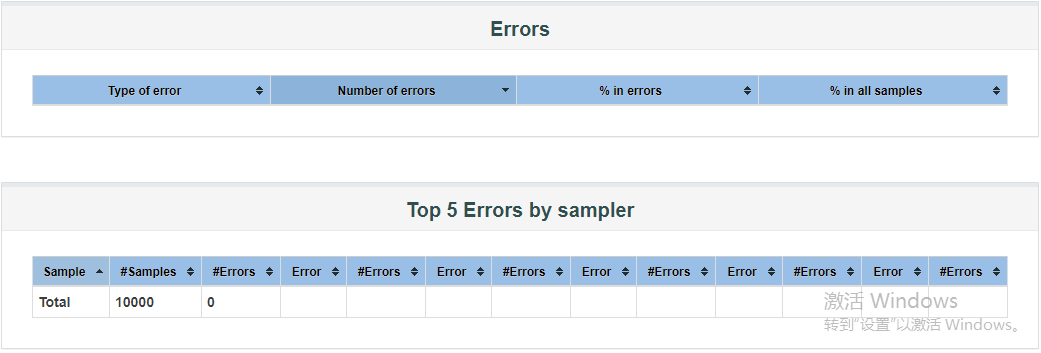 Errors
Type of error Number of errors % in errors % in all samples
Top 5 Errors by sampler
Sample #Samples #Errors Error #Errors Error #Errors Error #Errors Error #Errors Error #Errors
Total 10000 0
激活 Windows
转到"设置"以激活 Windows。